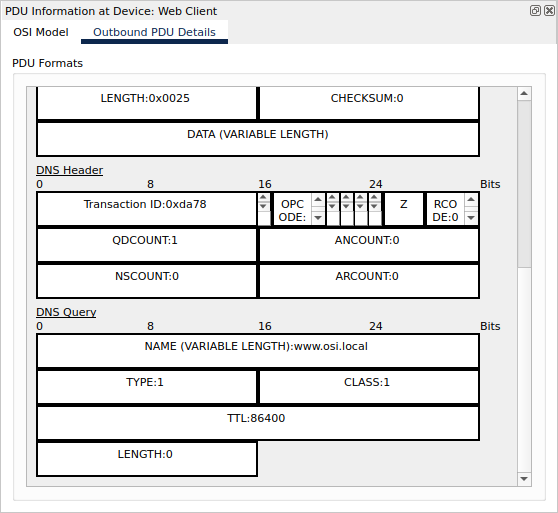 PDU Information at Device: Web Client
OSI Model Outbound PDU Details
PDU Formats
LENGTH:0x0025 CHECKSUM:0
DATA (VARIABLE LENGTH)
DNS Header
0 8 16 24 Bits
Transaction ID:0xda78 OPC Z RCO
ODE: DE:0
QDCOUNT:1 ANCOUNT:0
NSCOUNT:0 ARCOUNT:0
DNS Query
0 8 16 24 Bits
NAME (VARIABLE LENGTH):www.osi.local
TYPE:1 CLASS:1
TTL:86400
LENGTH:0